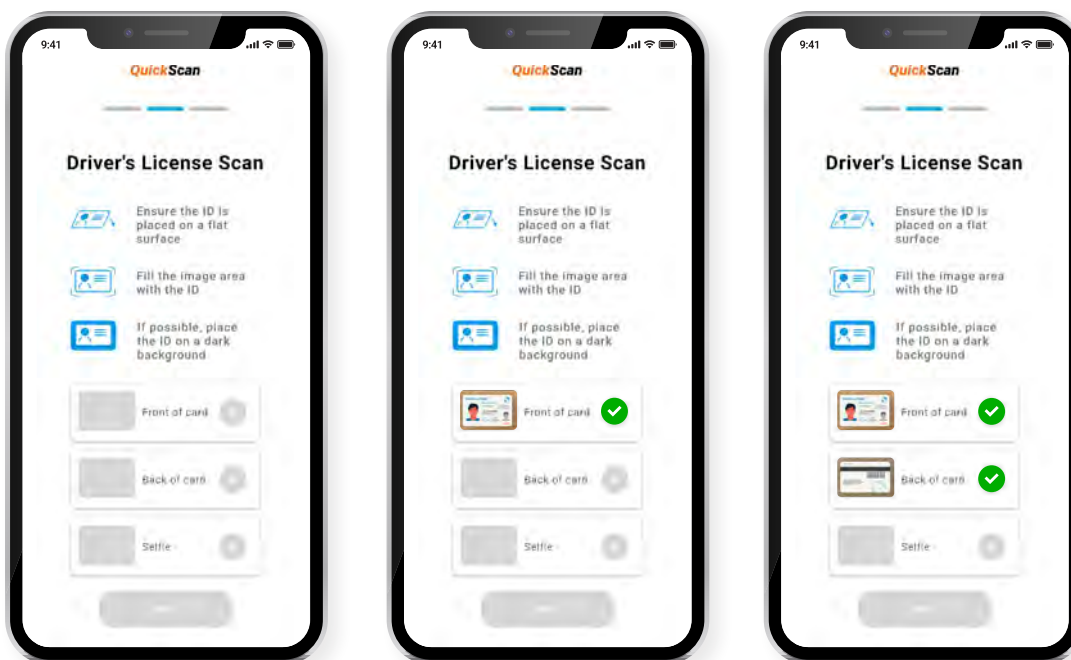 9:41
QuickScan
Driver's License Scan
Ensure the ID is
placed on a flat
surface
Fill the image area
with the ID
If possible, place
the ID on a dark
background
Front of card
Back of card
Selfie
9:41
QuickScan
Driver's License Scan
Ensure the ID is
placed on a flat
surface
Fill the image area
with the ID
If possible, place
the ID on a dark
background
Front of card
Back of card
Selfie
9:41
QuickScan
Driver's License Scan
Ensure the ID is
placed on a flat
surface
Fill the image area
with the ID
If possible, place
the ID on a dark
background
Front of card
Back of card
Selfie